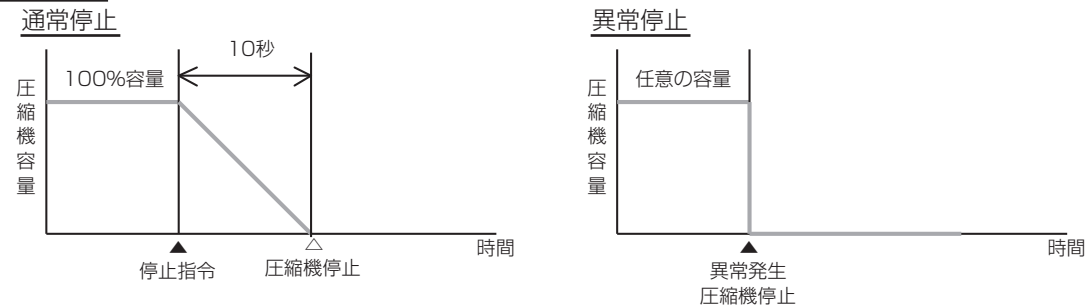 通常停止
10秒
100%容量
圧縮機容量
時間
停止指令
圧縮機停止
異常停止
任意の容量
圧縮機容量
時間
異常発生
圧縮機停止